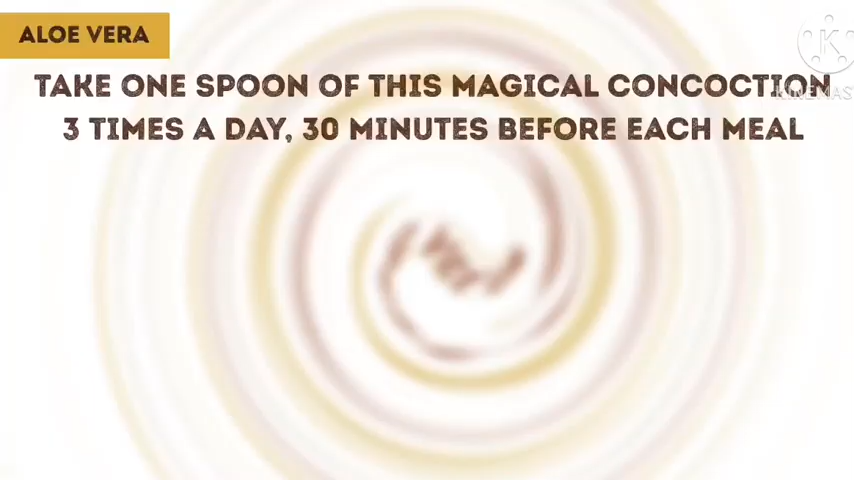 ALOE VERA
TAKE ONE SPOON OF THIS MAGICAL CONCOCTION
3 TIMES A DAY, 30 MINUTES BEFORE EACH MEAL
K